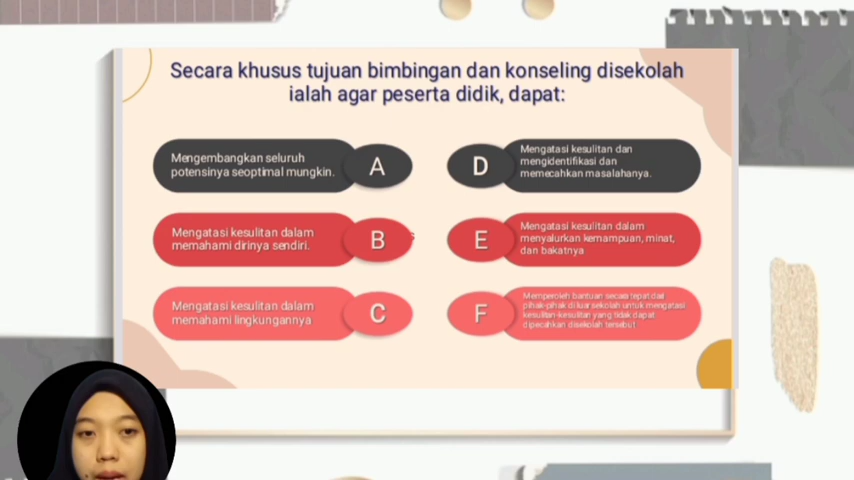 Secara khusus tujuan bimbingan dan konseling disekolah
ialah agar peserta didik, dapat:
Mengembangkan seluruh
potensinya seoptimal mungkin.
A
Mengatasi kesulitan dalam
memahami dirinya sendiri.
B
Mengatasi kesulitan dalam
memahami lingkungannya
C
D
Mengatasi kesulitan dan
mengidentifikasi dan
memecahkan masalahanya.
E
Mengatasi kesulitan dalam
menyalurkan kemampuan, minat,
dan bakatnya
F
Memperoleh bantuan secara tepat dari
pihak-pihak di luar sekolah untuk mengatasi
kesulitan-kesulitan yang tidak dapat
dipecahkan disekolah tersebut